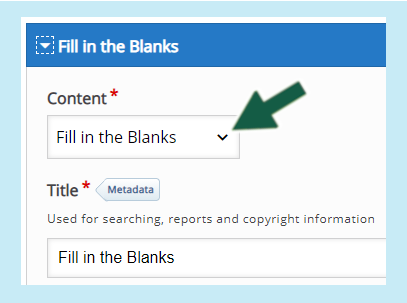 Fill in the Blanks
Content *
Fill in the Blanks
Title * Metadata
Used for searching, reports and copyright information
Fill in the Blanks